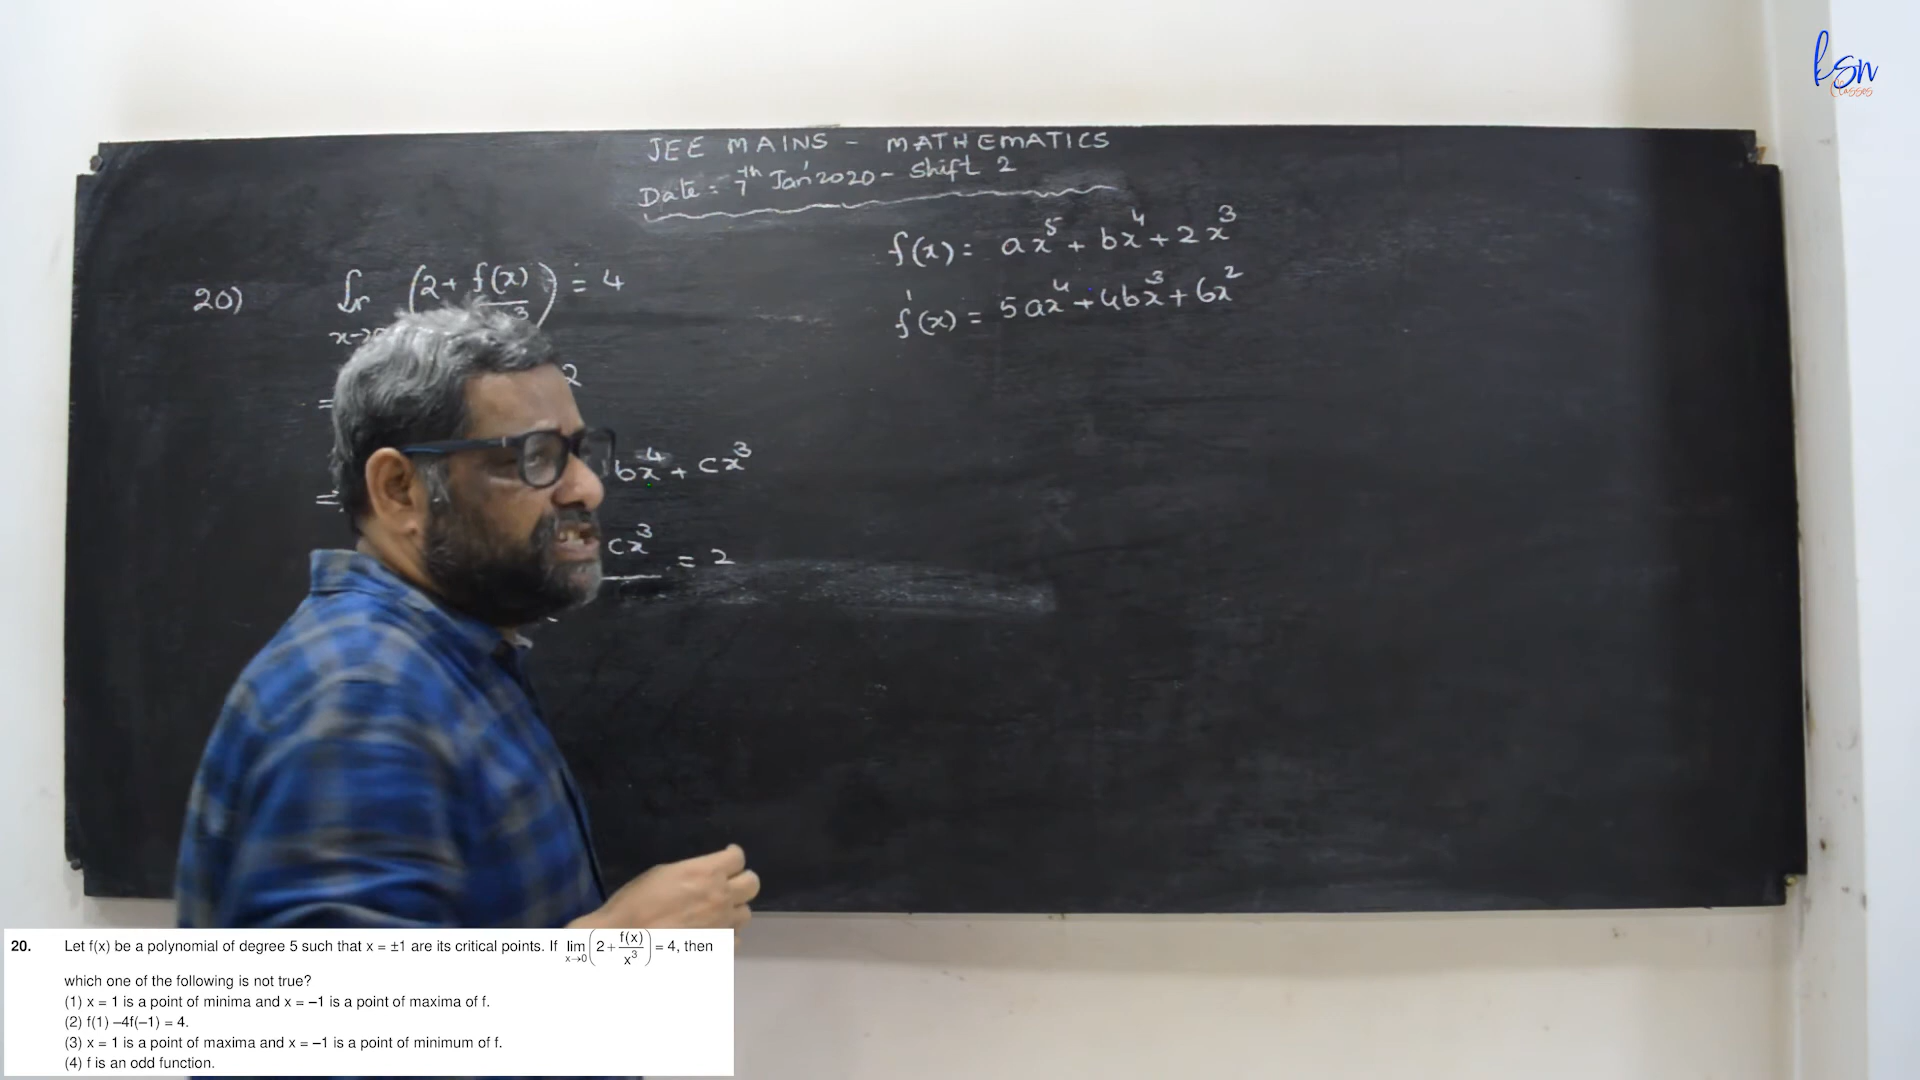 ksn
Classes
JEE MAINS - MATHEMATICS
Date: 7th Jan'2020 - Shift 2
20) (2 + f(x) = 4
x→
= 2
bx⁴ + cx³
cx³ = 2
f(x) = ax⁵ + bx⁴ + 2x³
f'(x) = 5ax⁴ + 4bx³ + 6x²
20. Let f(x) be a polynomial of degree 5 such that x = ±1 are its critical points. If lim x→0 (2 + f(x)/x³) = 4, then
which one of the following is not true?
(1) x = 1 is a point of minima and x = –1 is a point of maxima of f.
(2) f(1) –4f(–1) = 4.
(3) x = 1 is a point of maxima and x = –1 is a point of minimum of f.
(4) f is an odd function.